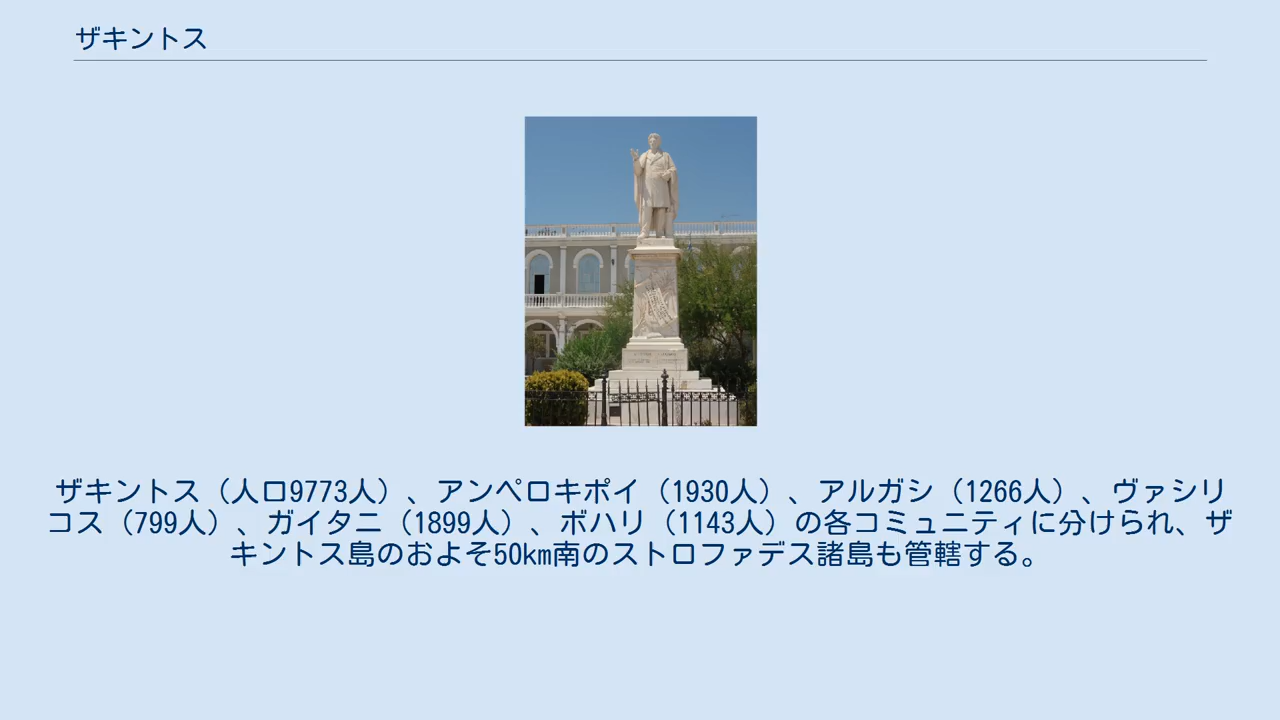 ザキントス
ザキントス（人口9773人）、アンペロキポイ（1930人）、アルガシ（1266人）、ヴァシリ
コス（799人）、ガイタニ（1899人）、ボハリ（1143人）の各コミュニティに分けられ、ザ
キントス島のおよそ50km南のストロファデス諸島も管轄する。